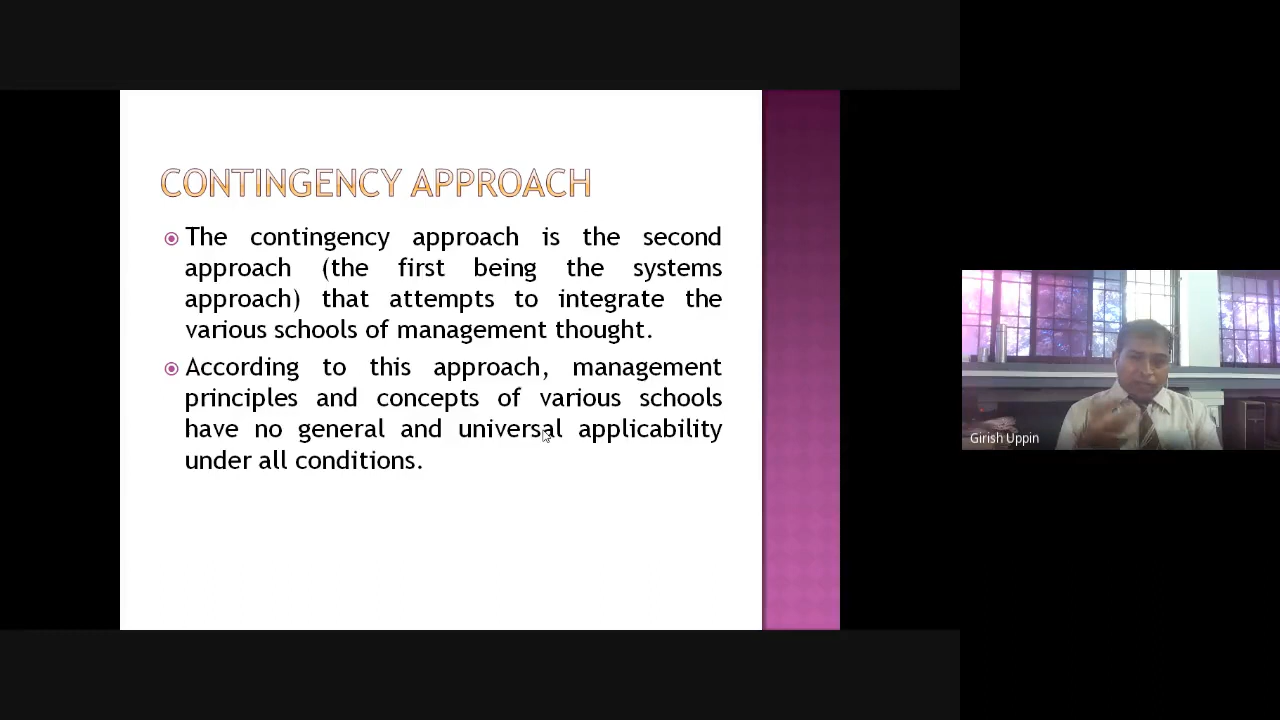 CONTINGENCY APPROACH
The contingency approach is the second
approach (the first being the systems
approach) that attempts to integrate the
various schools of management thought.
According to this approach, management
principles and concepts of various schools
have no general and universal applicability
under all conditions.
Girish Uppin